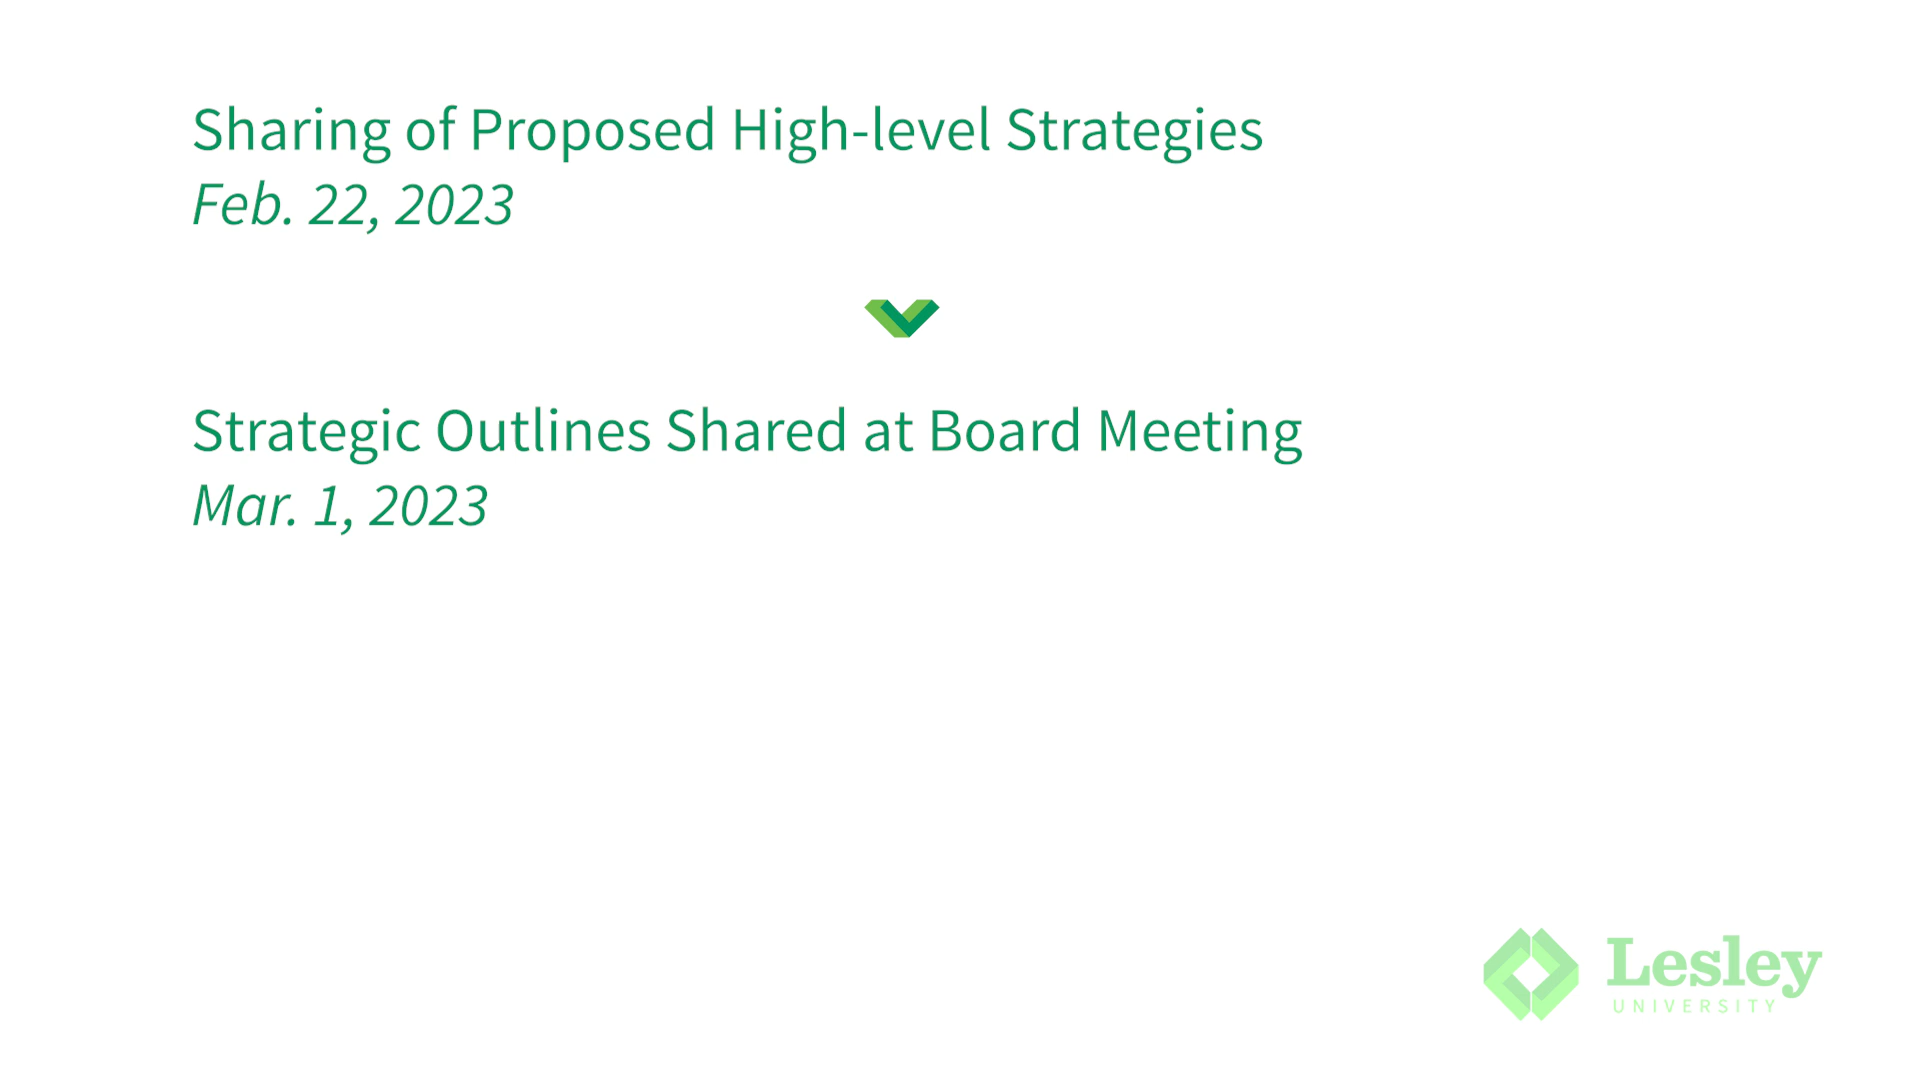 Sharing of Proposed High-level Strategies
Feb. 22, 2023
Strategic Outlines Shared at Board Meeting
Mar. 1, 2023
Lesley
UNIVERSITY